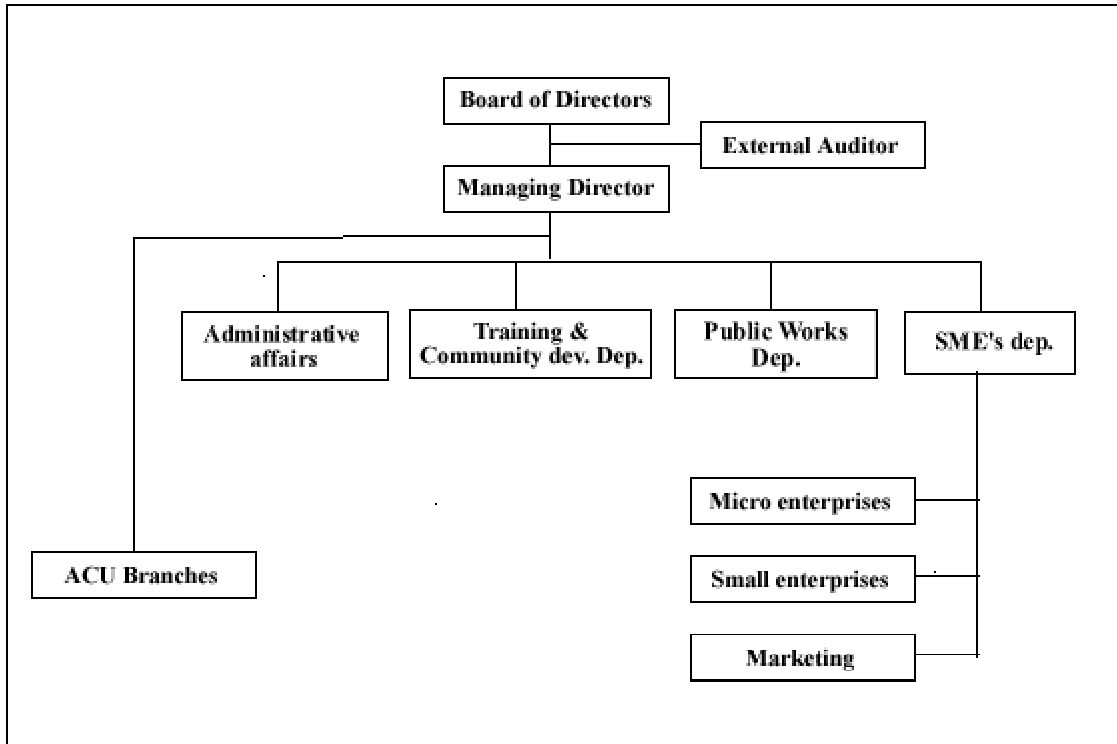 Board of Directors
External Auditor
Managing Director
Administrative
affairs
Training &
Community dev. Dep.
Public Works
Dep.
SME's dep.
Micro enterprises
ACU Branches
Small enterprises
Marketing